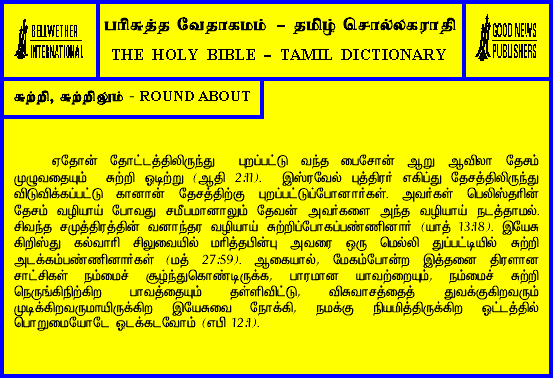 BELLWETHER
INTERNATIONAL
பரிசுத்த வேதாகமம் – தமிழ் சொல்லகராதி
THE HOLY BIBLE – TAMIL DICTIONARY
GOOD NEWS
PUBLISHERS
சுற்றி, சுற்றிலும் - ROUND ABOUT
ஏதோன் தோட்டத்திலிருந்து புறப்பட்டு வந்த பைசோன் ஆறு ஆவிலா தேசம்
முழுவதையும் சுற்றி ஓடிற்று (ஆதி 2:11). இஸ்ரவேல் புத்திரர் எகிப்து தேசத்திலிருந்து
விடுவிக்கப்பட்டு கானான் தேசத்திற்கு புறப்பட்டுப்போனார்கள். அவர்கள் பெலிஸ்தரின்
தேசம் வழியாய் போவது சமீபமானாலும் தேவன் அவர்களை அந்த வழியாய் நடத்தாமல்.
சிவந்த சமுத்திரத்தின் வனாந்தர வழியாய் சுற்றிப்போகப்பண்ணினார் (யாத் 13:18). இயேசு
கிறிஸ்து கல்வாரி சிலுவையில் மரித்தபின்பு அவரை ஒரு மெல்லி துப்பட்டியில் சுற்றி
அடக்கம்பண்ணினார்கள் (மத் 27:59). ஆகையால், மேகம்போன்ற இத்தனை திரளான
சாட்சிகள் நம்மைச் சூழ்ந்துகொண்டிருக்க, பாரமான யாவற்றையும், நம்மைச் சுற்றி
நெருங்கிநிற்கிற பாவத்தையும் தள்ளிவிட்டு, விசுவாசத்தைத் துவக்குகிறவரும்
முடிக்கிறவருமாயிருக்கிற இயேசுவை நோக்கி, நமக்கு நியமித்திருக்கிற ஓட்டத்தில்
பொறுமையோடே ஓடக்கடவோம் (எபி 12:1).